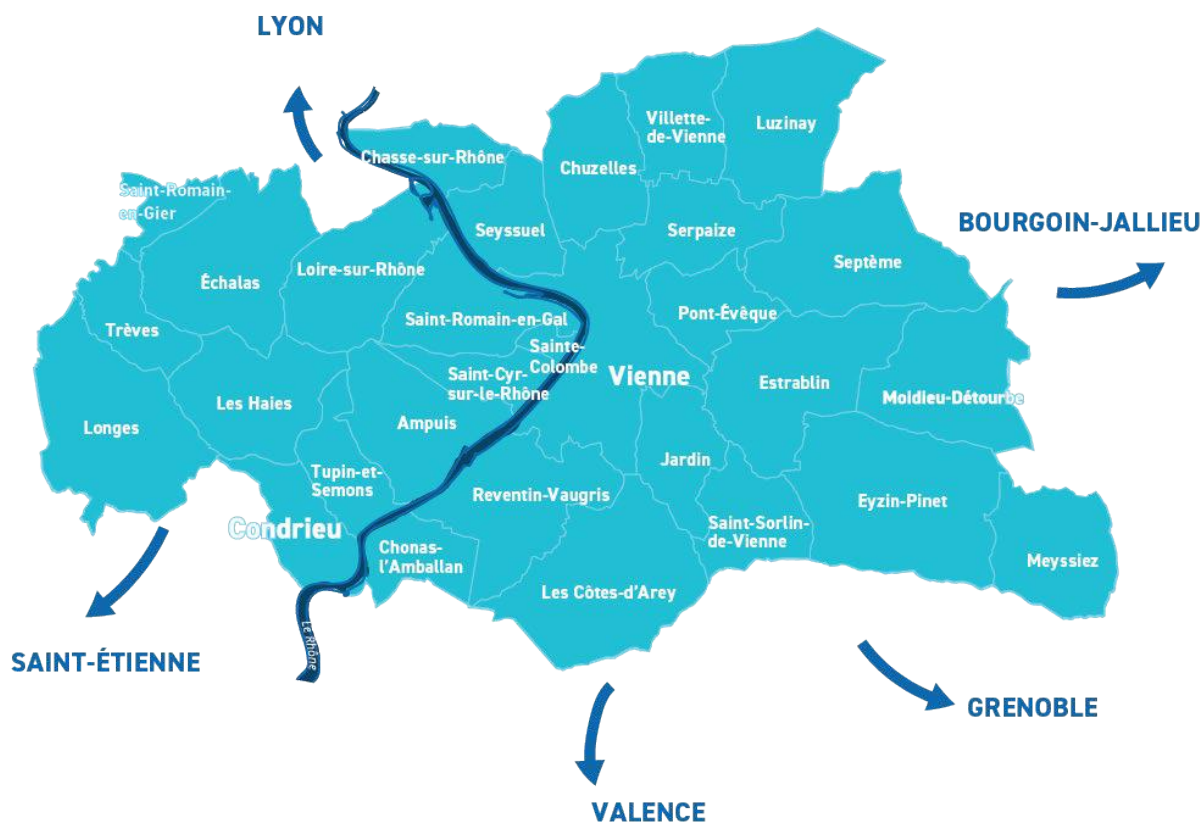 LYON
Villette-
de-Vienne
Luzinay
Chasse-sur-Rhône
Chuzelles
Saint-Romain-
en-Gier
Seyssuel
Serpaize
BOURGOIN-JALLIEU
Septème
Loire-sur-Rhône
Échalas
Pont-Évêque
Saint-Romain-en-Gal
Trèves
Sainte-
Colombe
Vienne
Saint-Cyr-
sur-le-Rhône
Estrablin
Moidieu-Détourbe
Les Haies
Ampuis
Longes
Jardin
Tupin-et-
Semons
Reventin-Vaugris
Eyzin-Pinet
Condrieu
Saint-Sorlin-
de-Vienne
Chonas-
l'Amballan
Meyssiez
Les Côtes-d'Arey
Le Rhône
SAINT-ÉTIENNE
GRENOBLE
VALENCE